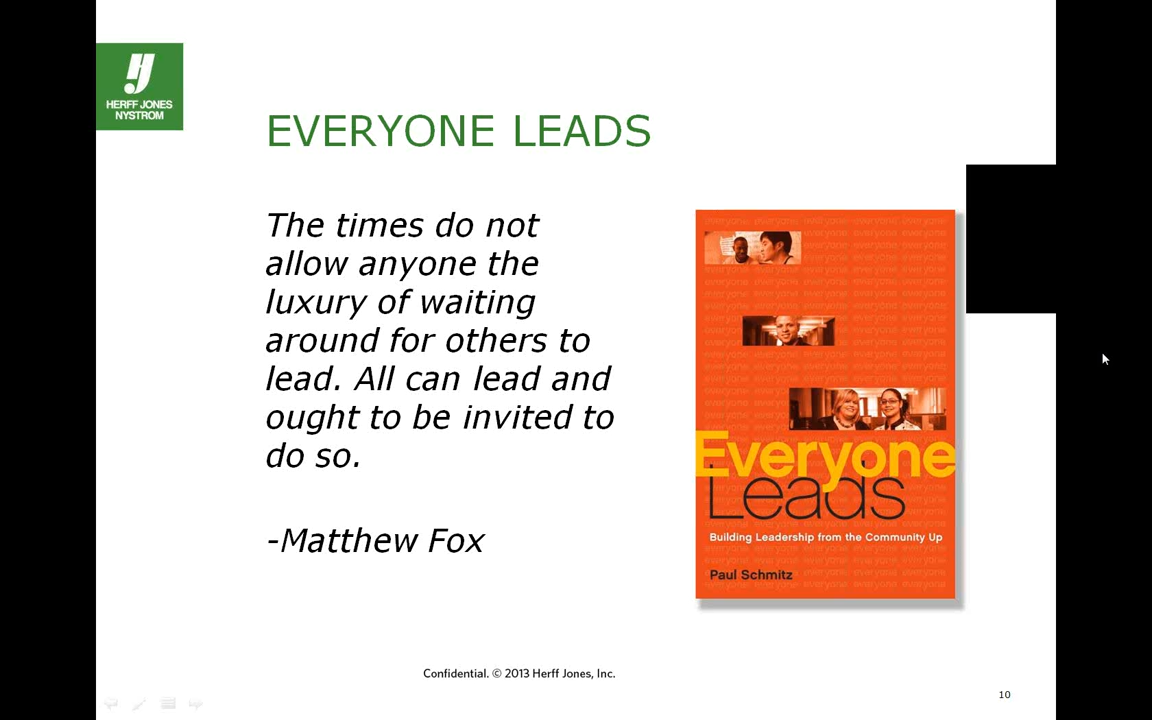 HERFF JONES
NYSTROM
EVERYONE LEADS
The times do not
allow anyone the
luxury of waiting
around for others to
lead. All can lead and
ought to be invited to
do so.
-Matthew Fox
Everyone
Leads
Building Leadership from the Community Up
Paul Schmitz
Confidential. © 2013 Herff Jones, Inc.
10